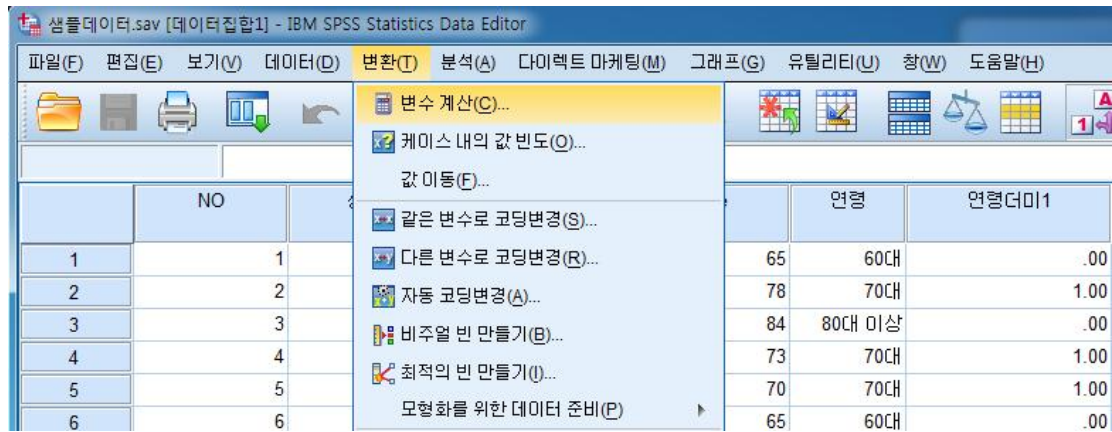 샘플데이터.sav [데이터집합1] - IBM SPSS Statistics Data Editor
파일(F) 편집(E) 보기(V) 데이터(D) 변환(T) 분석(A) 다이렉트 마케팅(M) 그래프(G) 유틸리티(U) 창(W) 도움말(H)
변수 계산(C)...
케이스 내의 값 빈도(O)...
값 이동(F)...
같은 변수로 코딩변경(S)...
다른 변수로 코딩변경(R)...
자동 코딩변경(A)...
비주얼 빈 만들기(B)...
최적의 빈 만들기(I)...
모형화를 위한 데이터 준비(P)
NO 연령 연령더미1
1 1 65 60대 .00
2 2 78 70대 1.00
3 3 84 80대 이상 .00
4 4 73 70대 1.00
5 5 70 70대 1.00
6 6 65 60대 .00